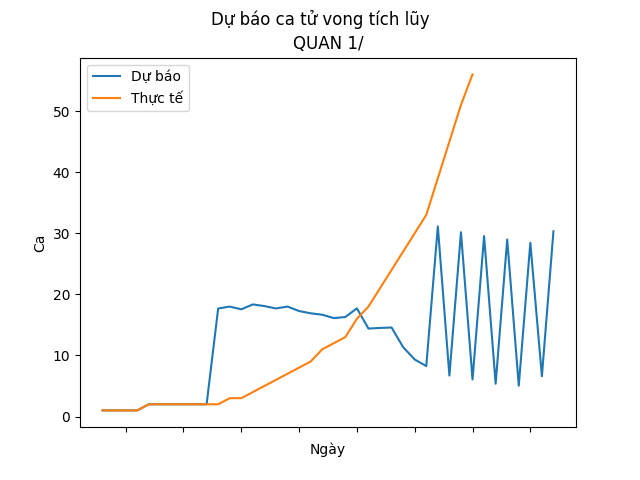 Dự báo ca tử vong tích lũy
QUAN 1/
Dự báo
Thực tế
50
40
30
20
10
0
Ca
Ngày